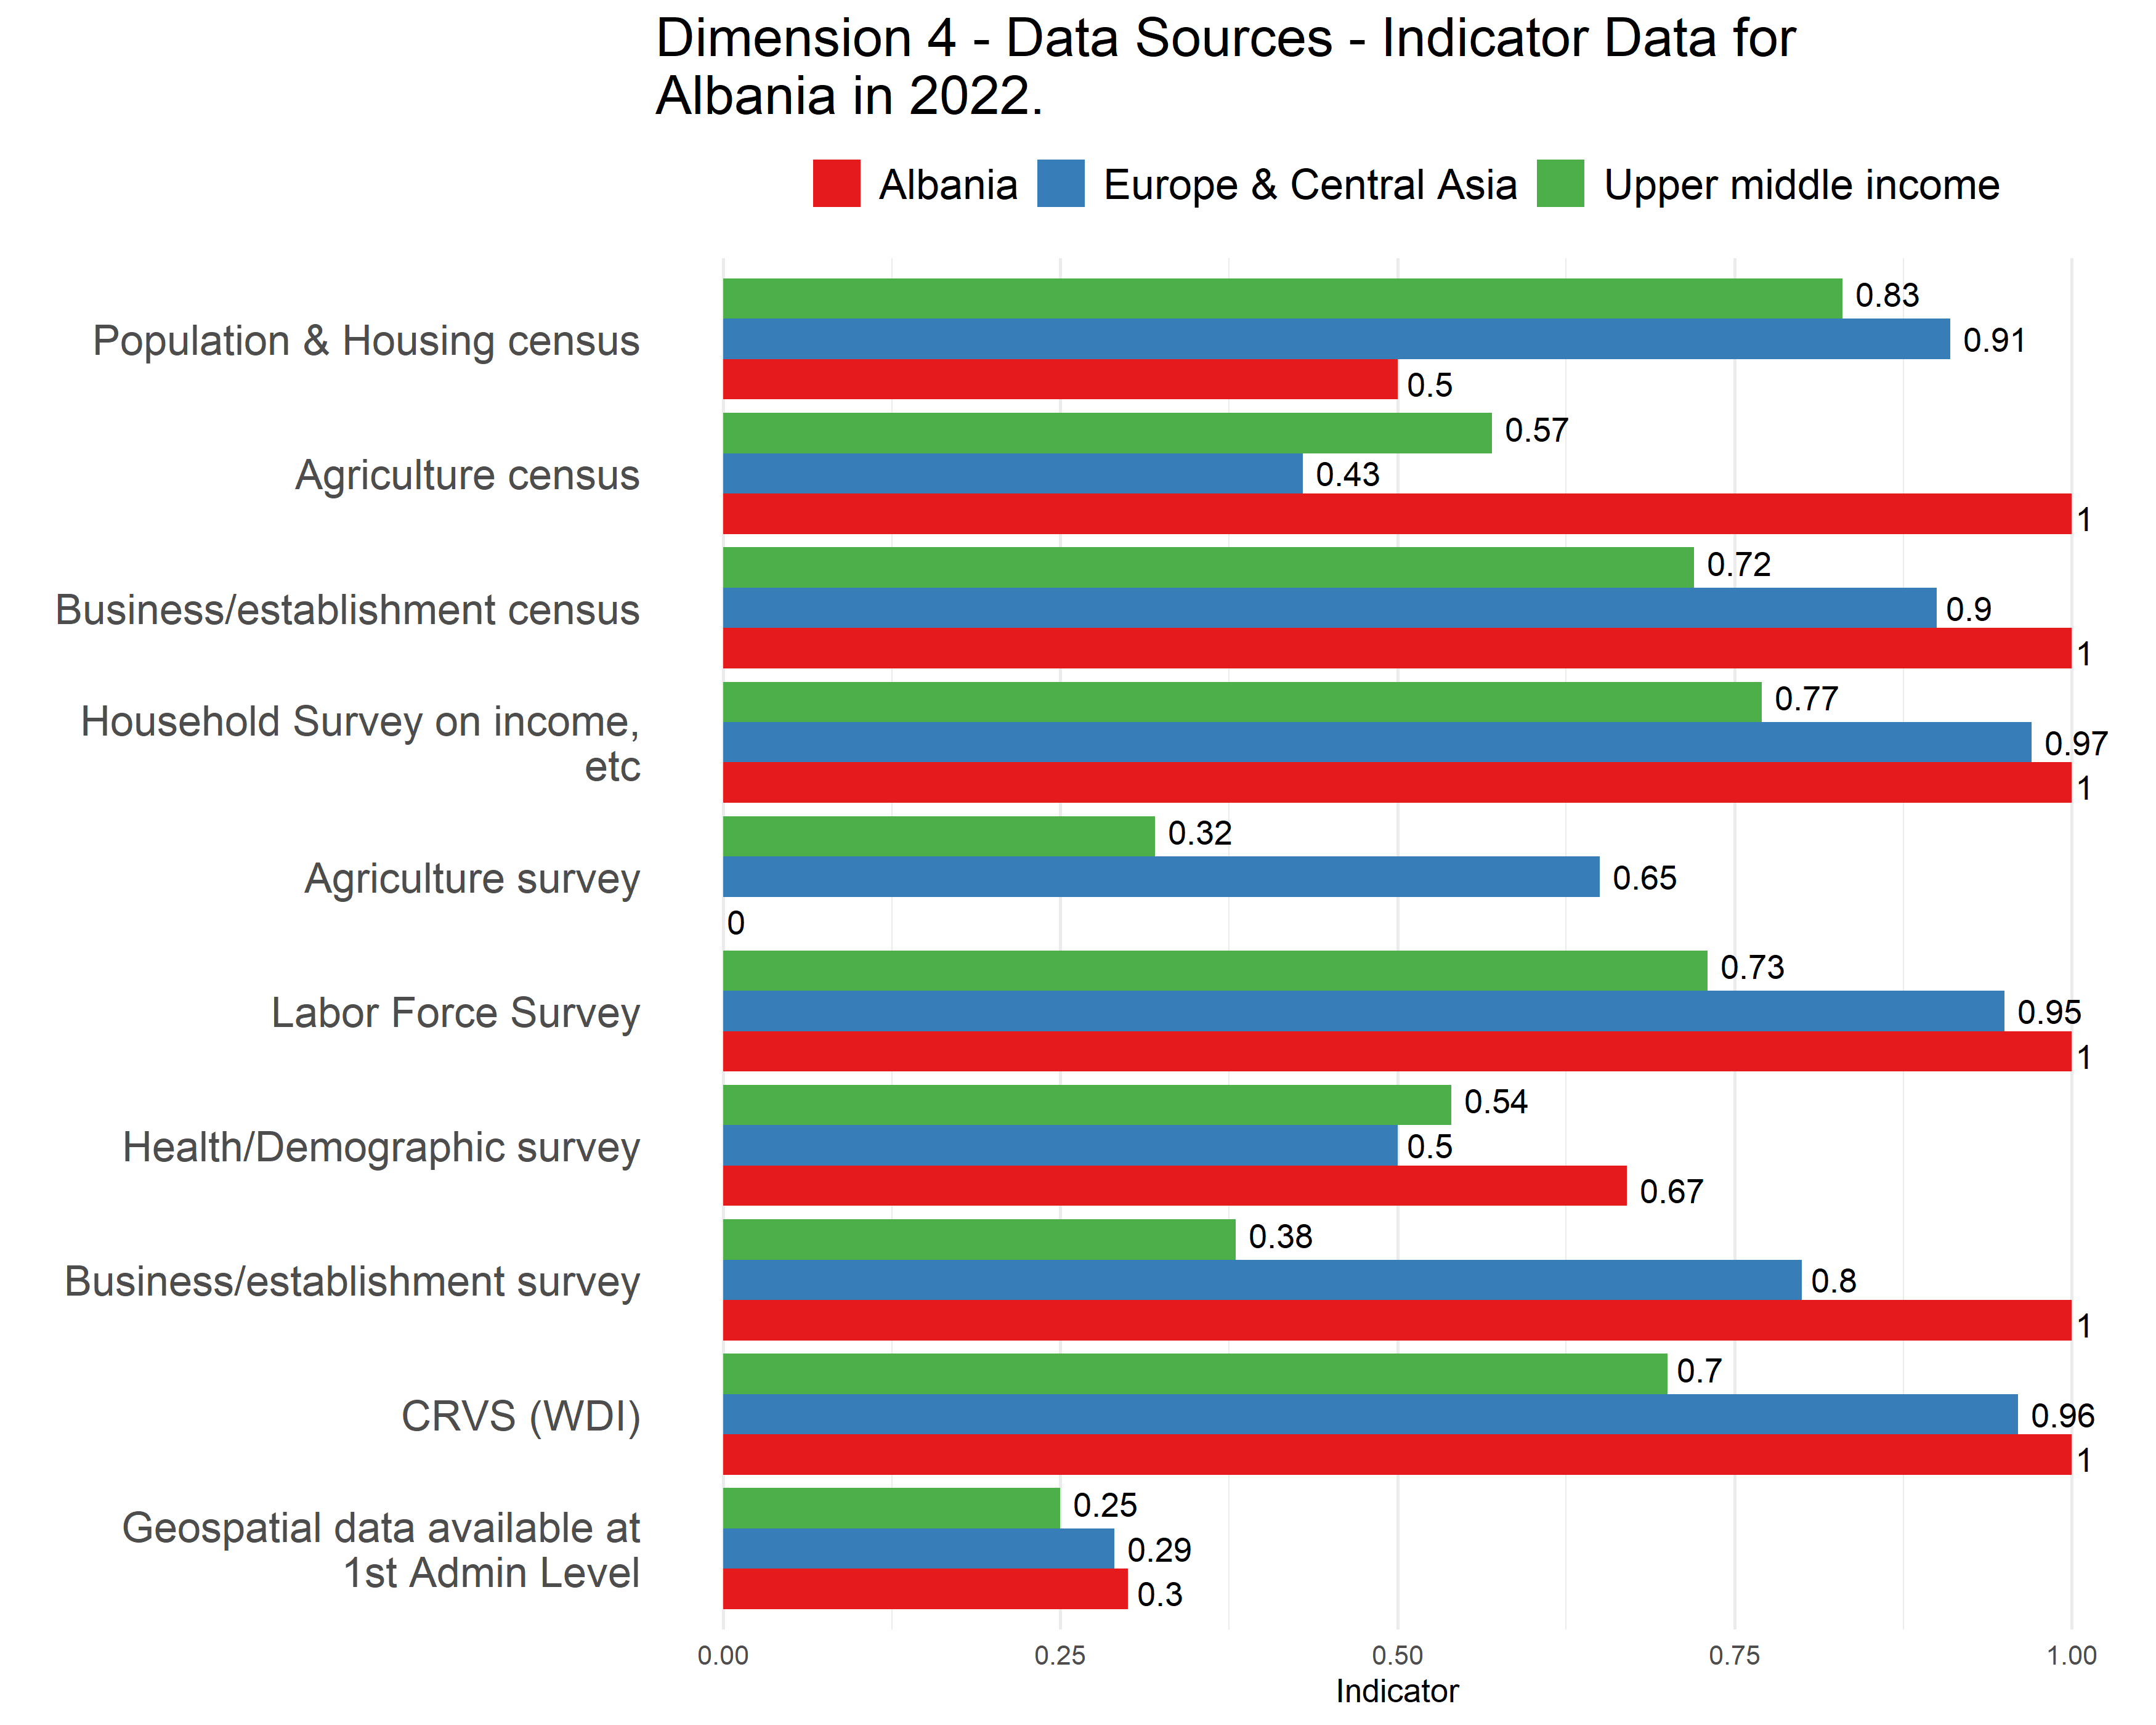 Dimension 4 - Data Sources - Indicator Data for
Albania in 2022.
Albania Europe & Central Asia Upper middle income
Population & Housing census
0.83
0.91
0.5
Agriculture census
0.57
0.43
1
Business/establishment census
0.72
0.9
1
Household Survey on income,
etc
0.77
0.97
1
Agriculture survey
0.32
0.65
0
Labor Force Survey
0.73
0.95
1
Health/Demographic survey
0.54
0.5
0.67
Business/establishment survey
0.38
0.8
1
CRVS (WDI)
0.7
0.96
1
Geospatial data available at
1st Admin Level
0.25
0.29
0.3
0.00 0.25 0.50 0.75 1.00
Indicator